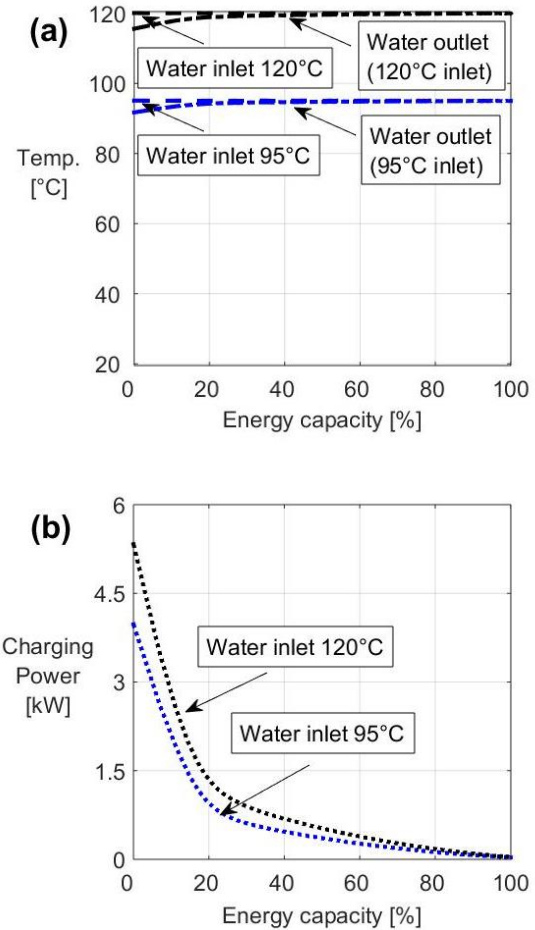 (a)
120
100
80
60
40
20
Temp.
[°C]
Water inlet 120°C
Water outlet
(120°C inlet)
Water inlet 95°C
Water outlet
(95°C inlet)
0 20 40 60 80 100
Energy capacity [%]
(b)
6
4.5
3
1.5
0
Charging
Power
[kW]
Water inlet 120°C
Water inlet 95°C
0 20 40 60 80 100
Energy capacity [%]